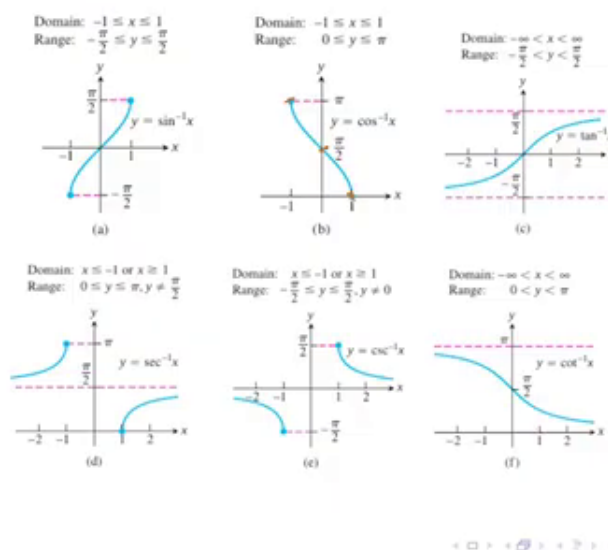 Domain: –1 ≤ x ≤ 1
Range: –π/2 ≤ y ≤ π/2
y
π/2
y = sin⁻¹x
x
–1
1
–π/2
(a)
Domain: –1 ≤ x ≤ 1
Range: 0 ≤ y ≤ π
y
π
y = cos⁻¹x
π/2
x
–1
1
(b)
Domain: –∞ < x < ∞
Range: –π/2 < y < π/2
y
π/2
y = tan⁻¹
x
–2 –1 1 2
–π/2
(c)
Domain: x ≤ –1 or x ≥ 1
Range: 0 ≤ y ≤ π, y ≠ π/2
y
π
y = sec⁻¹x
π/2
x
–2 –1 1 2
(d)
Domain: x ≤ –1 or x ≥ 1
Range: –π/2 ≤ y ≤ π/2, y ≠ 0
y
π/2
y = csc⁻¹x
x
–2 –1 1 2
–π/2
(e)
Domain: –∞ < x < ∞
Range: 0 < y < π
y
π
y = cot⁻¹x
π/2
x
–2 –1 1 2
(f)